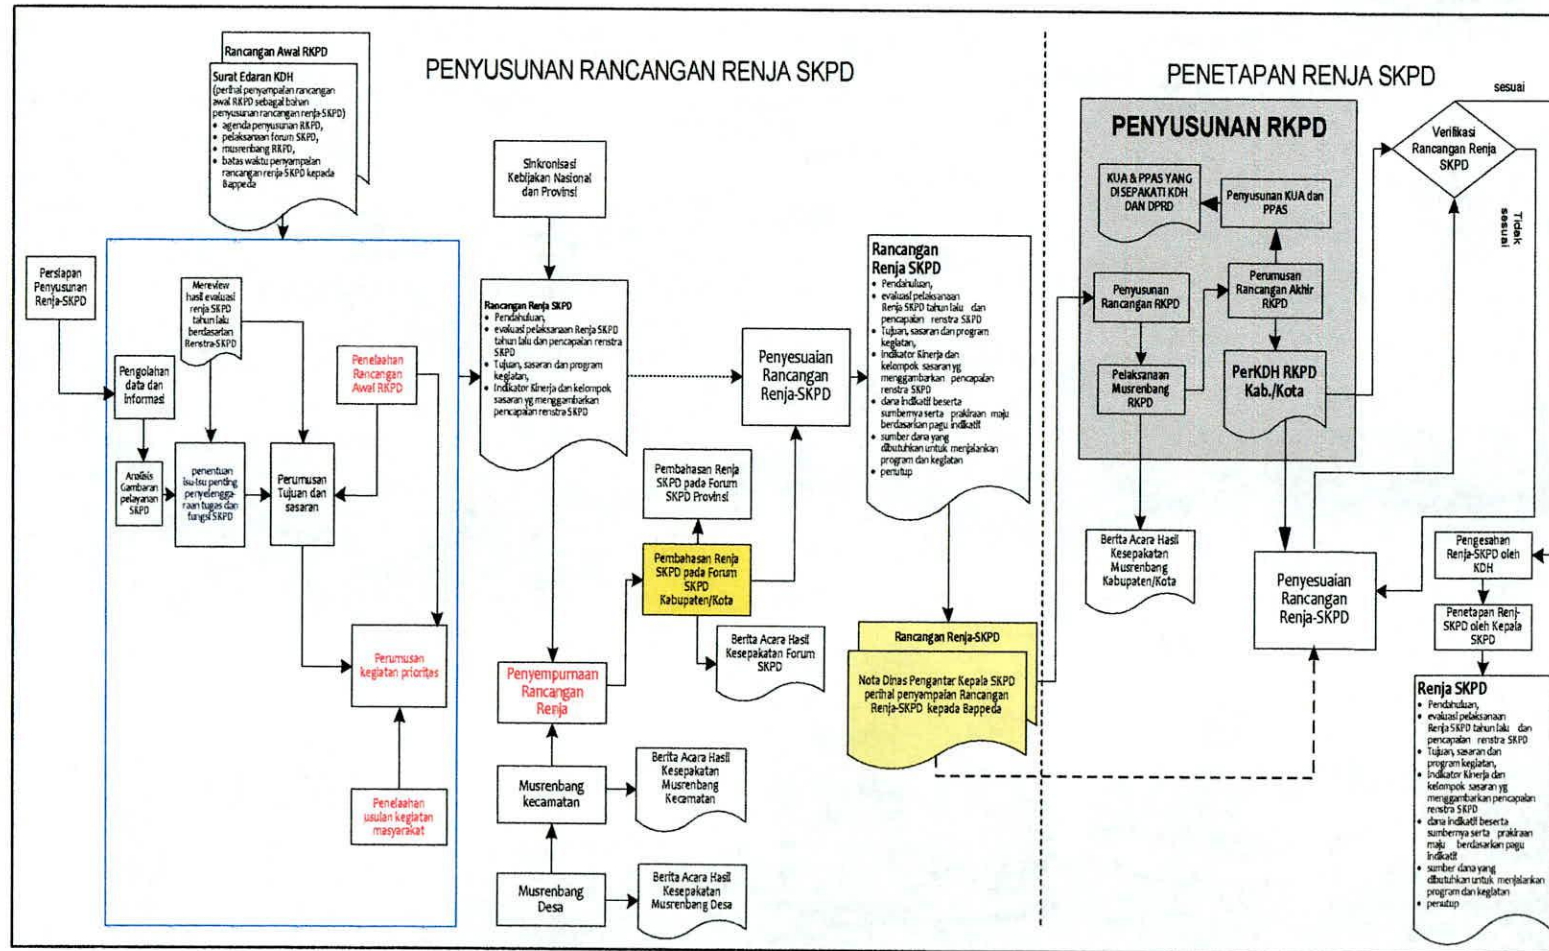 PENYUSUNAN RANCANGAN RENJA SKPD
Rancangan Awal RKPD
Surat Edaran KDH
(perihal penyampaian rancangan
awal RKPD sebagai bahan
penyusunan rancangan renja-SKPD)
• agenda penyusunan RKPD,
• pelaksanaan forum SKPD,
• musrenbang RKPD,
• batas waktu penyampaian
rancangan renja-SKPD kepada
Bappeda
Persiapan
Penyusunan
Renja-SKPD
Mereview
hasil evaluasi
renja SKPD
tahun lalu
berdasarkan
Renstra-SKPD
Penelaahan
Rancangan
Awal RKPD
Pengolahan
data dan
informasi
Analisis
Gambaran
pelayanan
SKPD
penentuan
isu-isu penting
penyelengga-
raan tugas dan
fungsi SKPD
Perumusan
Tujuan dan
sasaran
Perumusan
kegiatan prioritas
Penelaahan
usulan kegiatan
masyarakat
Sinkronisasi
Kebijakan Nasional
dan Provinsi
Rancangan Renja SKPD
• Pendahuluan,
• evaluasi pelaksanaan Renja SKPD
tahun lalu dan pencapaian renstra
SKPD
• Tujuan, sasaran dan program
kegiatan,
• Indikator Kinerja dan kelompok
sasaran yg menggambarkan
pencapaian renstra SKPD
Penyesuaian
Rancangan
Renja-SKPD
Pembahasan Renja
SKPD pada Forum
SKPD Provinsi
Pembahasan Renja
SKPD pada Forum
SKPD
Kabupaten/Kota
Berita Acara Hasil
Kesepakatan Forum
SKPD
Penyempurnaan
Rancangan
Renja
Musrenbang
kecamatan
Berita Acara Hasil
Kesepakatan
Musrenbang
Kecamatan
Musrenbang
Desa
Berita Acara Hasil
Kesepakatan
Musrenbang Desa
Rancangan
Renja SKPD
• Pendahuluan,
• evaluasi pelaksanaan
Renja SKPD tahun lalu dan
pencapaian renstra SKPD
• Tujuan, sasaran dan program
kegiatan,
• Indikator Kinerja dan
kelompok sasaran yg
menggambarkan pencapaian
renstra SKPD
• dana indikatif beserta
sumbernya serta prakiraan maju
berdasarkan pagu indikatif
• sumber dana yang
dibutuhkan untuk menjalankan
program dan kegiatan
• penutup
Rancangan Renja-SKPD
Nota Dinas Pengantar Kepala SKPD
perihal penyampaian Rancangan
Renja-SKPD kepada Bappeda
PENETAPAN RENJA SKPD
PENYUSUNAN RKPD
KUA & PPAS YANG
DISEPAKATI KDH
DAN DPRD
Penyusunan KUA dan
PPAS
Penyusunan
Rancangan RKPD
Perumusan
Rancangan Akhir
RKPD
Pelaksanaan
Musrenbang
RKPD
PerKDH RKPD
Kab./Kota
Berita Acara Hasil
Kesepakatan
Musrenbang
Kabupaten/Kota
Penyesuaian
Rancangan
Renja-SKPD
sesuai
Verifikasi
Rancangan Renja
SKPD
Tidak
sesuai
Pengesahan
Renja-SKPD oleh
KDH
Penetapan Renj-
SKPD oleh Kepala
SKPD
Renja SKPD
• Pendahuluan,
• evaluasi pelaksanaan
Renja SKPD tahun lalu dan
pencapaian renstra SKPD
• Tujuan, sasaran dan
program kegiatan,
• Indikator Kinerja dan
kelompok sasaran yg
menggambarkan pencapaian
renstra SKPD
• dana indikatif beserta
sumbernya serta prakiraan
maju berdasarkan pagu
indikatif
• sumber dana yang
dibutuhkan untuk menjalankan
program dan kegiatan
• penutup